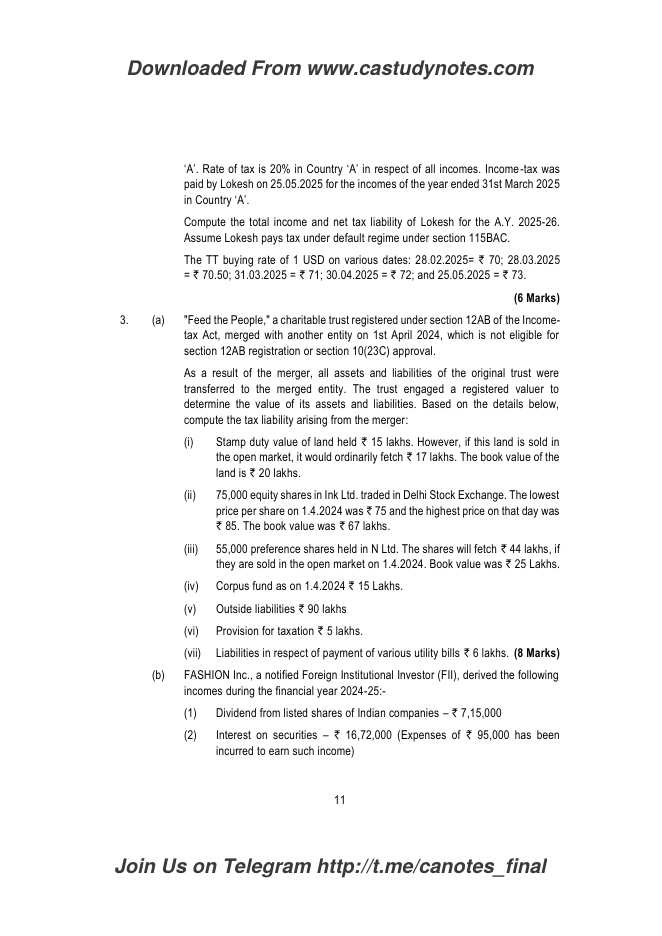 Downloaded From www.castudynotes.com
‘A’. Rate of tax is 20% in Country ‘A’ in respect of all incomes. Income-tax was
paid by Lokesh on 25.05.2025 for the incomes of the year ended 31st March 2025
in Country ‘A’.
Compute the total income and net tax liability of Lokesh for the A.Y. 2025-26.
Assume Lokesh pays tax under default regime under section 115BAC.
The TT buying rate of 1 USD on various dates: 28.02.2025= ₹ 70; 28.03.2025
= ₹ 70.50; 31.03.2025 = ₹ 71; 30.04.2025 = ₹ 72; and 25.05.2025 = ₹ 73.
(6 Marks)
3. (a) "Feed the People," a charitable trust registered under section 12AB of the Income-
tax Act, merged with another entity on 1st April 2024, which is not eligible for
section 12AB registration or section 10(23C) approval.
As a result of the merger, all assets and liabilities of the original trust were
transferred to the merged entity. The trust engaged a registered valuer to
determine the value of its assets and liabilities. Based on the details below,
compute the tax liability arising from the merger:
(i) Stamp duty value of land held ₹ 15 lakhs. However, if this land is sold in
the open market, it would ordinarily fetch ₹ 17 lakhs. The book value of the
land is ₹ 20 lakhs.
(ii) 75,000 equity shares in Ink Ltd. traded in Delhi Stock Exchange. The lowest
price per share on 1.4.2024 was ₹ 75 and the highest price on that day was
₹ 85. The book value was ₹ 67 lakhs.
(iii) 55,000 preference shares held in N Ltd. The shares will fetch ₹ 44 lakhs, if
they are sold in the open market on 1.4.2024. Book value was ₹ 25 Lakhs.
(iv) Corpus fund as on 1.4.2024 ₹ 15 Lakhs.
(v) Outside liabilities ₹ 90 lakhs
(vi) Provision for taxation ₹ 5 lakhs.
(vii) Liabilities in respect of payment of various utility bills ₹ 6 lakhs. (8 Marks)
(b) FASHION Inc., a notified Foreign Institutional Investor (FII), derived the following
incomes during the financial year 2024-25:-
(1) Dividend from listed shares of Indian companies – ₹ 7,15,000
(2) Interest on securities – ₹ 16,72,000 (Expenses of ₹ 95,000 has been
incurred to earn such income)
11
Join Us on Telegram http://t.me/canotes_final